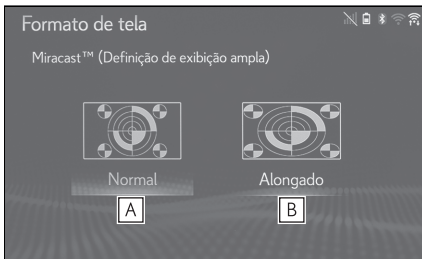 Formato de tela
Miracast™ (Definição de exibição ampla)
Normal
Alongado
A
B